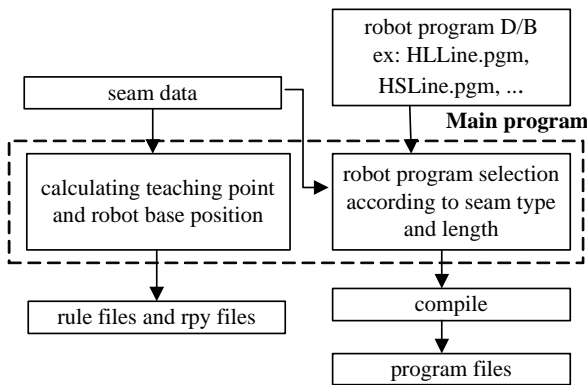 robot program D/B
ex: HLLine.pgm,
HSLine.pgm, ...
seam data
Main program
calculating teaching point
and robot base position
robot program selection
according to seam type
and length
rule files and rpy files
compile
program files